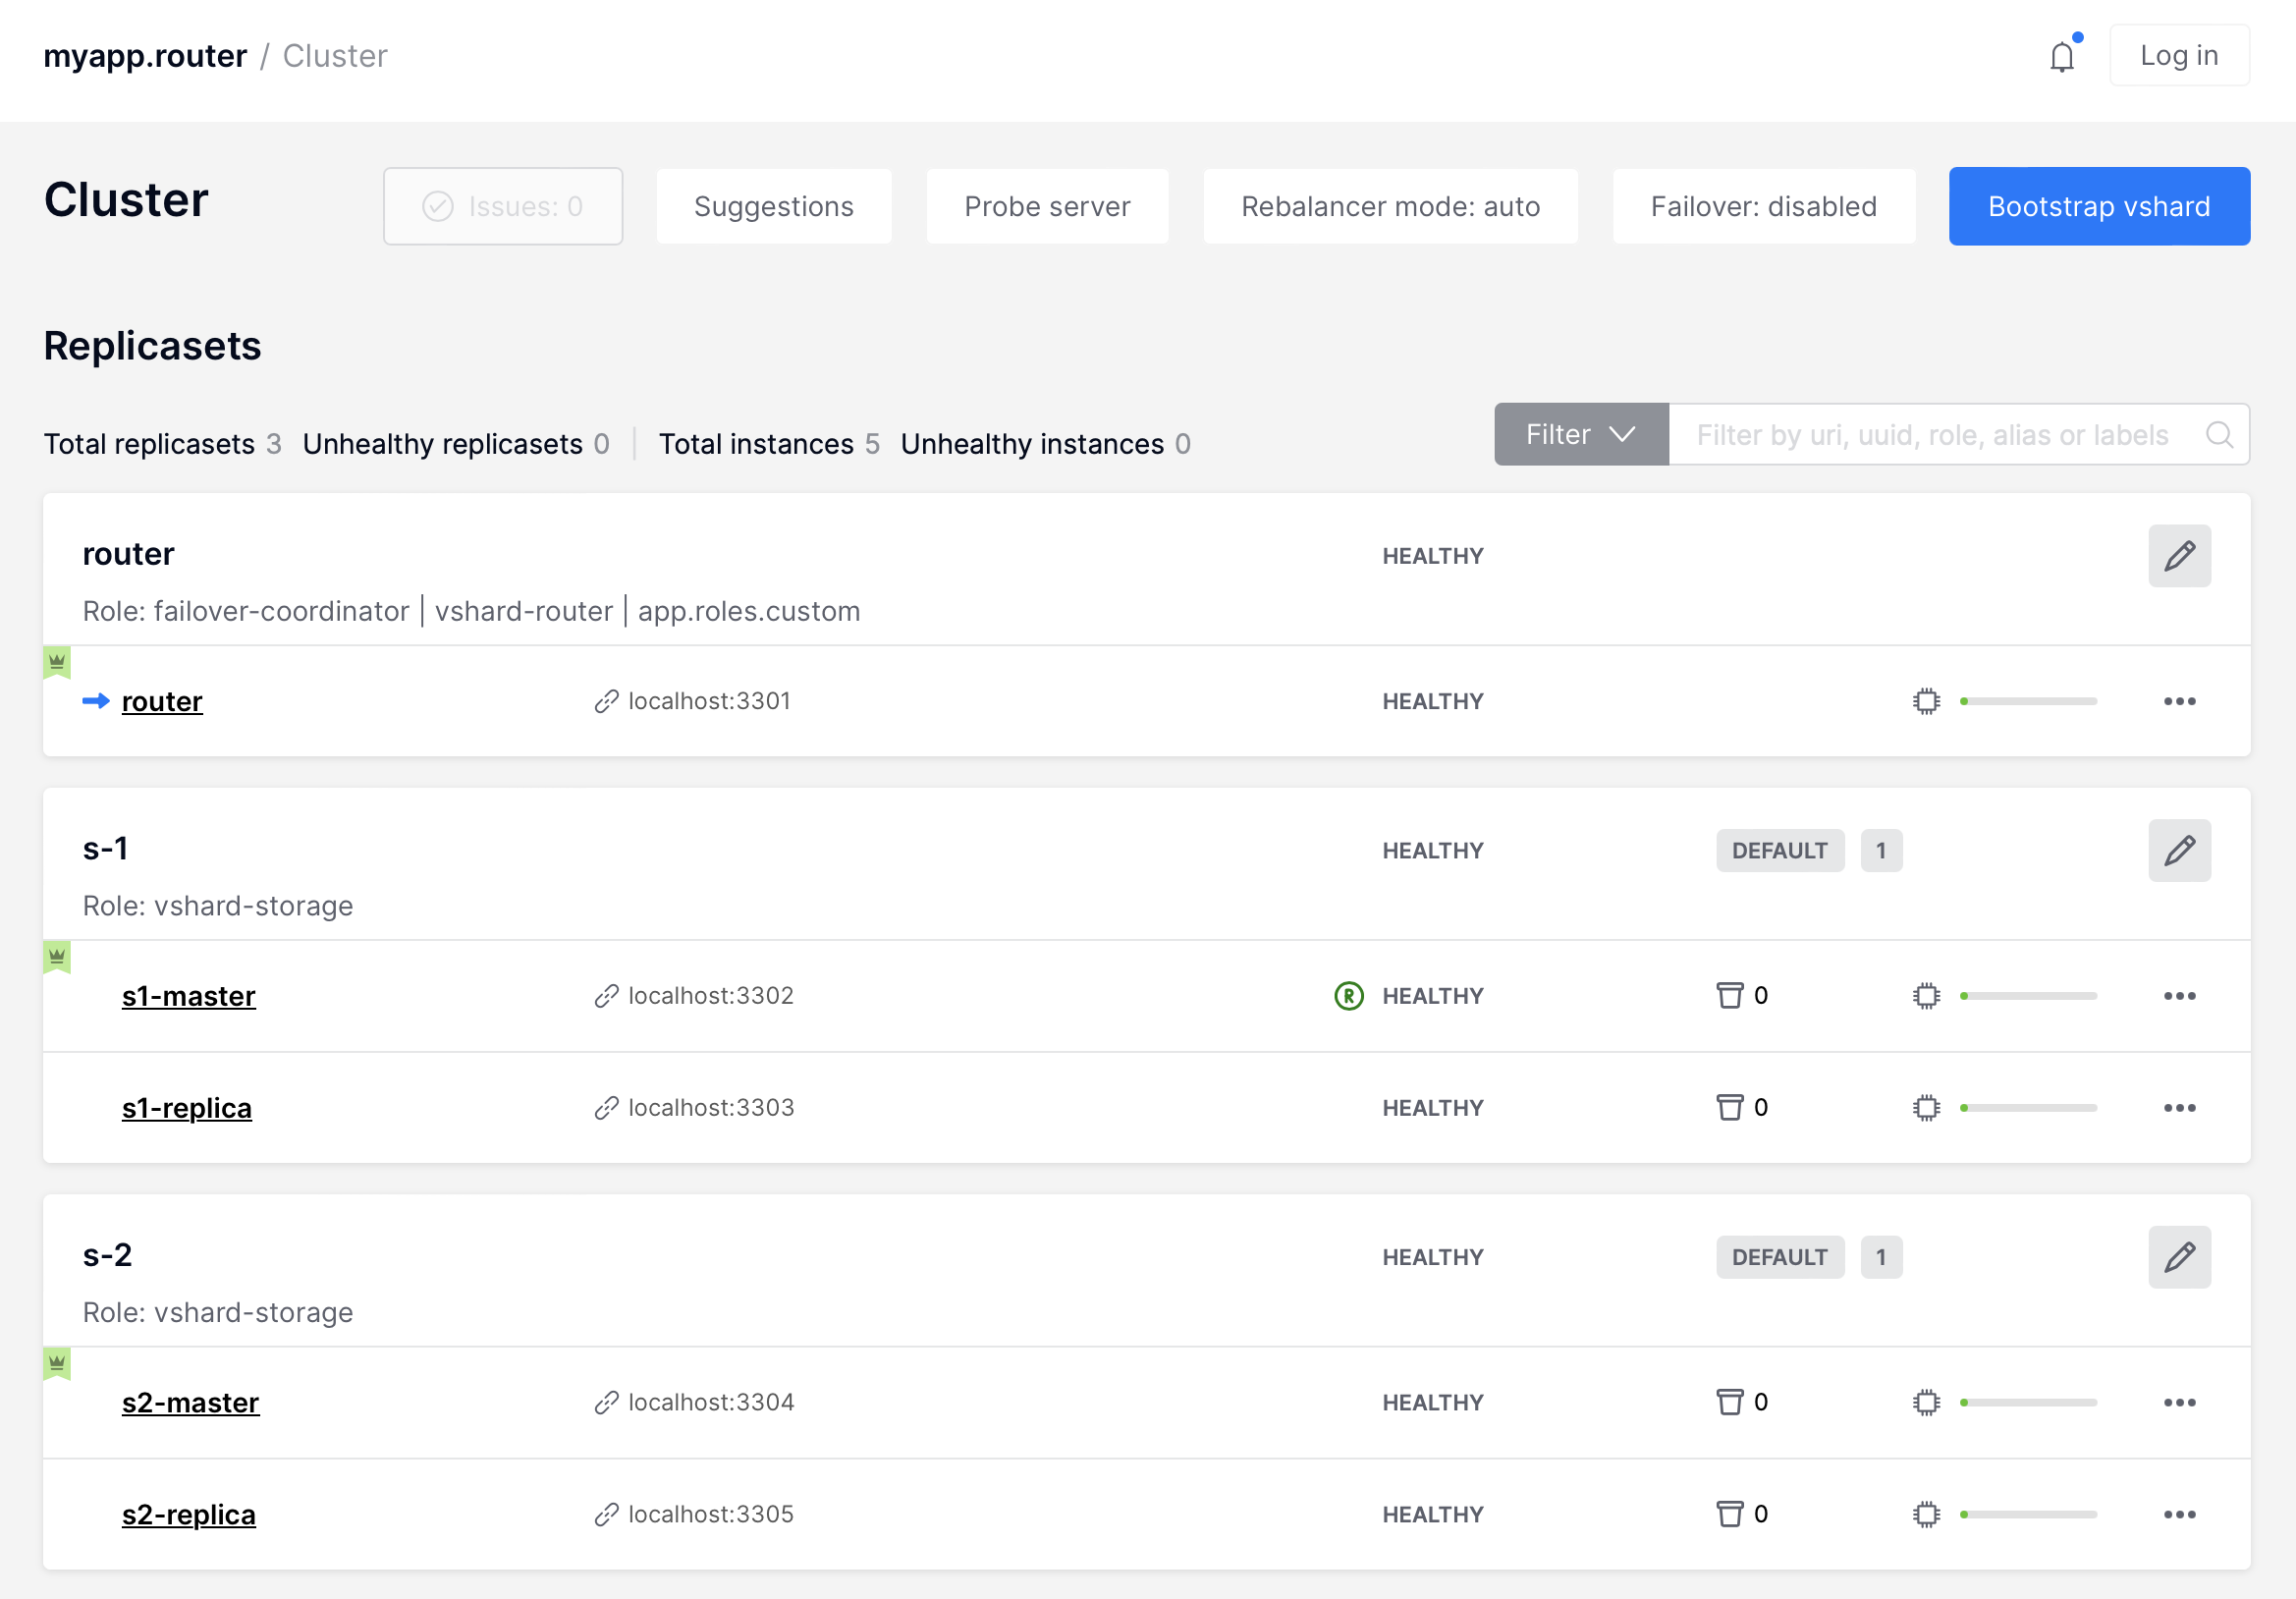 myapp.router / Cluster
Log in
Cluster
Issues: 0
Suggestions
Probe server
Rebalancer mode: auto
Failover: disabled
Bootstrap vshard
Replicasets
Total replicasets 3 Unhealthy replicasets 0 | Total instances 5 Unhealthy instances 0
Filter
Filter by uri, uuid, role, alias or labels
router HEALTHY
Role: failover-coordinator | vshard-router | app.roles.custom
router localhost:3301 HEALTHY
s-1 HEALTHY DEFAULT 1
Role: vshard-storage
s1-master localhost:3302 R HEALTHY 0
s1-replica localhost:3303 HEALTHY 0
s-2 HEALTHY DEFAULT 1
Role: vshard-storage
s2-master localhost:3304 HEALTHY 0
s2-replica localhost:3305 HEALTHY 0